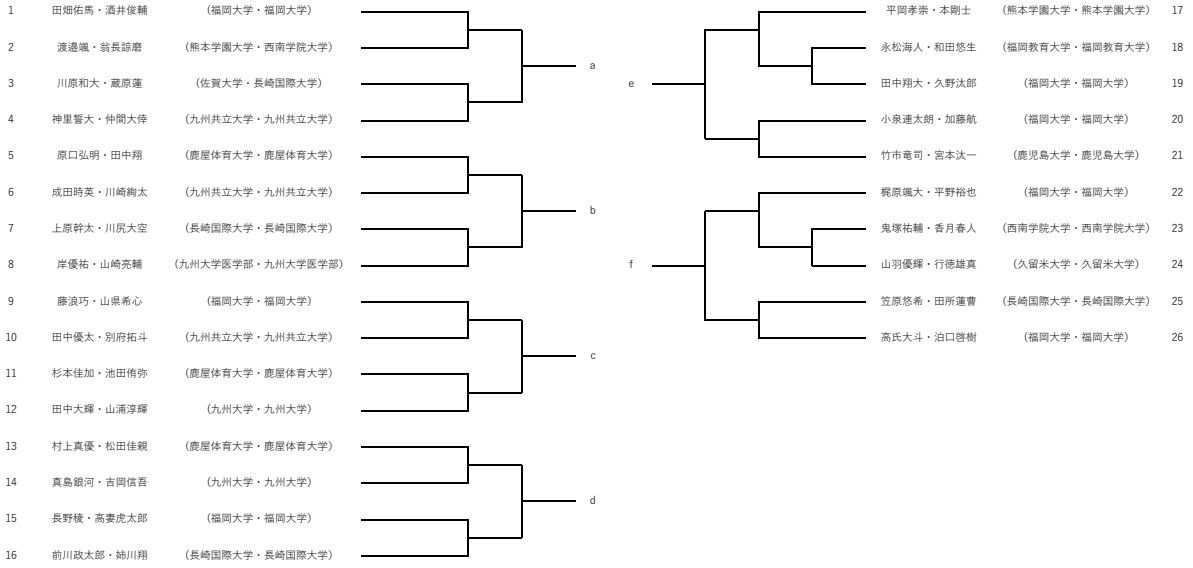 1 田畑佑馬・酒井俊輔 (福岡大学・福岡大学)
2 渡邉颯・翁長諒磨 (熊本学園大学・西南学院大学)
3 川原和大・蔵原蓮 (佐賀大学・長崎国際大学)
4 神里誓大・仲間大倖 (九州共立大学・九州共立大学)
5 原口弘明・田中翔 (鹿屋体育大学・鹿屋体育大学)
6 成田時英・川崎絢太 (九州共立大学・九州共立大学)
7 上原幹太・川尻大空 (長崎国際大学・長崎国際大学)
8 岸優祐・山崎亮輔 (九州大学医学部・九州大学医学部)
9 藤浪巧・山県希心 (福岡大学・福岡大学)
10 田中優太・別府拓斗 (九州共立大学・九州共立大学)
11 杉本佳加・池田侑弥 (鹿屋体育大学・鹿屋体育大学)
12 田中大輝・山浦淳輝 (九州大学・九州大学)
13 村上真優・松田佳親 (鹿屋体育大学・鹿屋体育大学)
14 真島銀河・吉岡信吾 (九州大学・九州大学)
15 長野稜・高妻虎太郎 (福岡大学・福岡大学)
16 前川政太郎・姉川翔 (長崎国際大学・長崎国際大学)
a
b
c
d
e
f
平岡孝崇・本剛士 (熊本学園大学・熊本学園大学) 17
永松海人・和田悠生 (福岡教育大学・福岡教育大学) 18
田中翔大・久野汰郎 (福岡大学・福岡大学) 19
小泉連太朗・加藤航 (福岡大学・福岡大学) 20
竹市竜司・宮本汰一 (鹿児島大学・鹿児島大学) 21
梶原颯大・平野裕也 (福岡大学・福岡大学) 22
鬼塚祐輔・香月春人 (西南学院大学・西南学院大学) 23
山羽優輝・行徳雄真 (久留米大学・久留米大学) 24
笠原悠希・田所蓮曹 (長崎国際大学・長崎国際大学) 25
高氏大斗・泊口啓樹 (福岡大学・福岡大学) 26